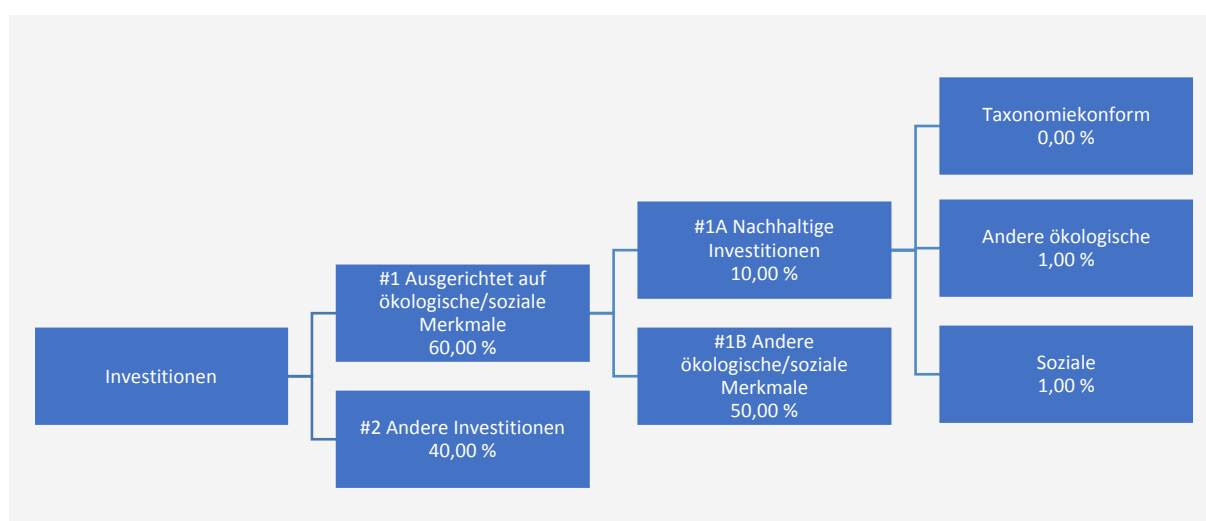 Investitionen
#1 Ausgerichtet auf
ökologische/soziale
Merkmale
60,00 %
#2 Andere Investitionen
40,00 %
#1A Nachhaltige
Investitionen
10,00 %
#1B Andere
ökologische/soziale
Merkmale
50,00 %
Taxonomiekonform
0,00 %
Andere ökologische
1,00 %
Soziale
1,00 %